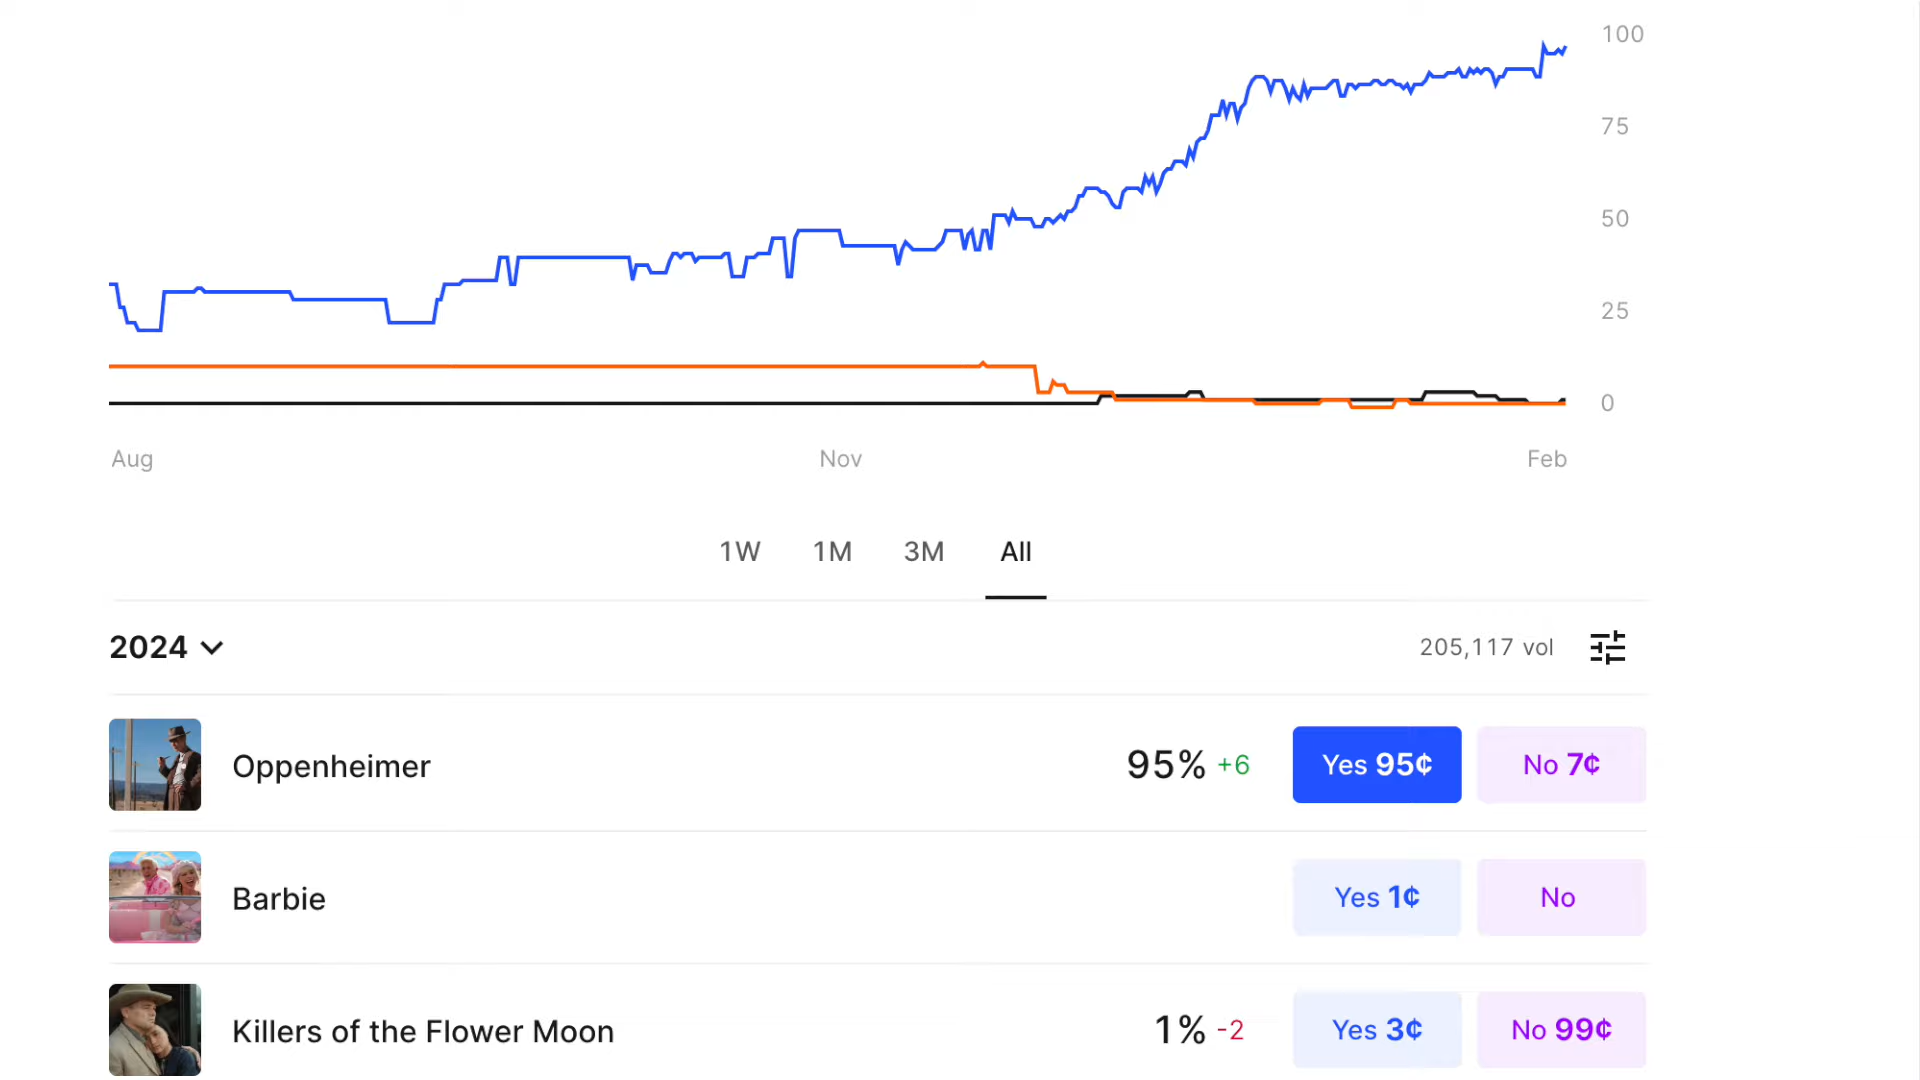 100
75
50
25
0
Aug Nov Feb
1W 1M 3M All
2024 205,117 vol
Oppenheimer 95% +6 Yes 95¢ No 7¢
Barbie Yes 1¢ No
Killers of the Flower Moon 1% -2 Yes 3¢ No 99¢